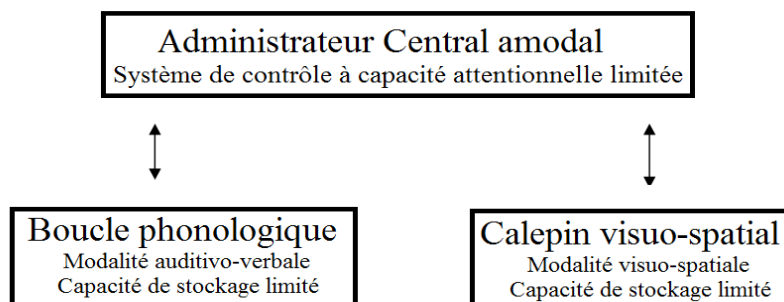 Administrateur Central amodal
Système de contrôle à capacité attentionnelle limitée
Boucle phonologique
Modalité auditivo-verbale
Capacité de stockage limité
Calepin visuo-spatial
Modalité visuo-spatiale
Capacité de stockage limité